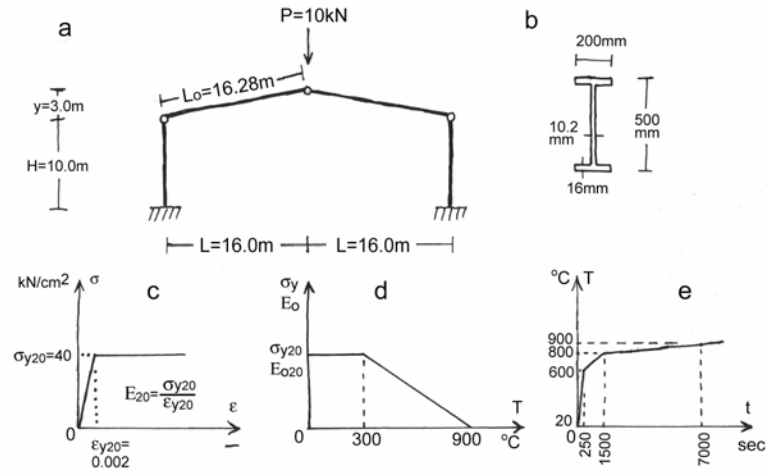 a
P=10kN
Lo=16.28m
y=3.0m
H=10.0m
L=16.0m
L=16.0m
b
200mm
10.2
mm
500
mm
16mm
c
kN/cm² σ
σy20=40
E20=σy20/εy20
0
ε
εy20=
0.002
d
σy
Eo
σy20
Eo20
0
300
900
T
°C
e
°C T
900
800
600
20
0
250
1500
7000
t
sec